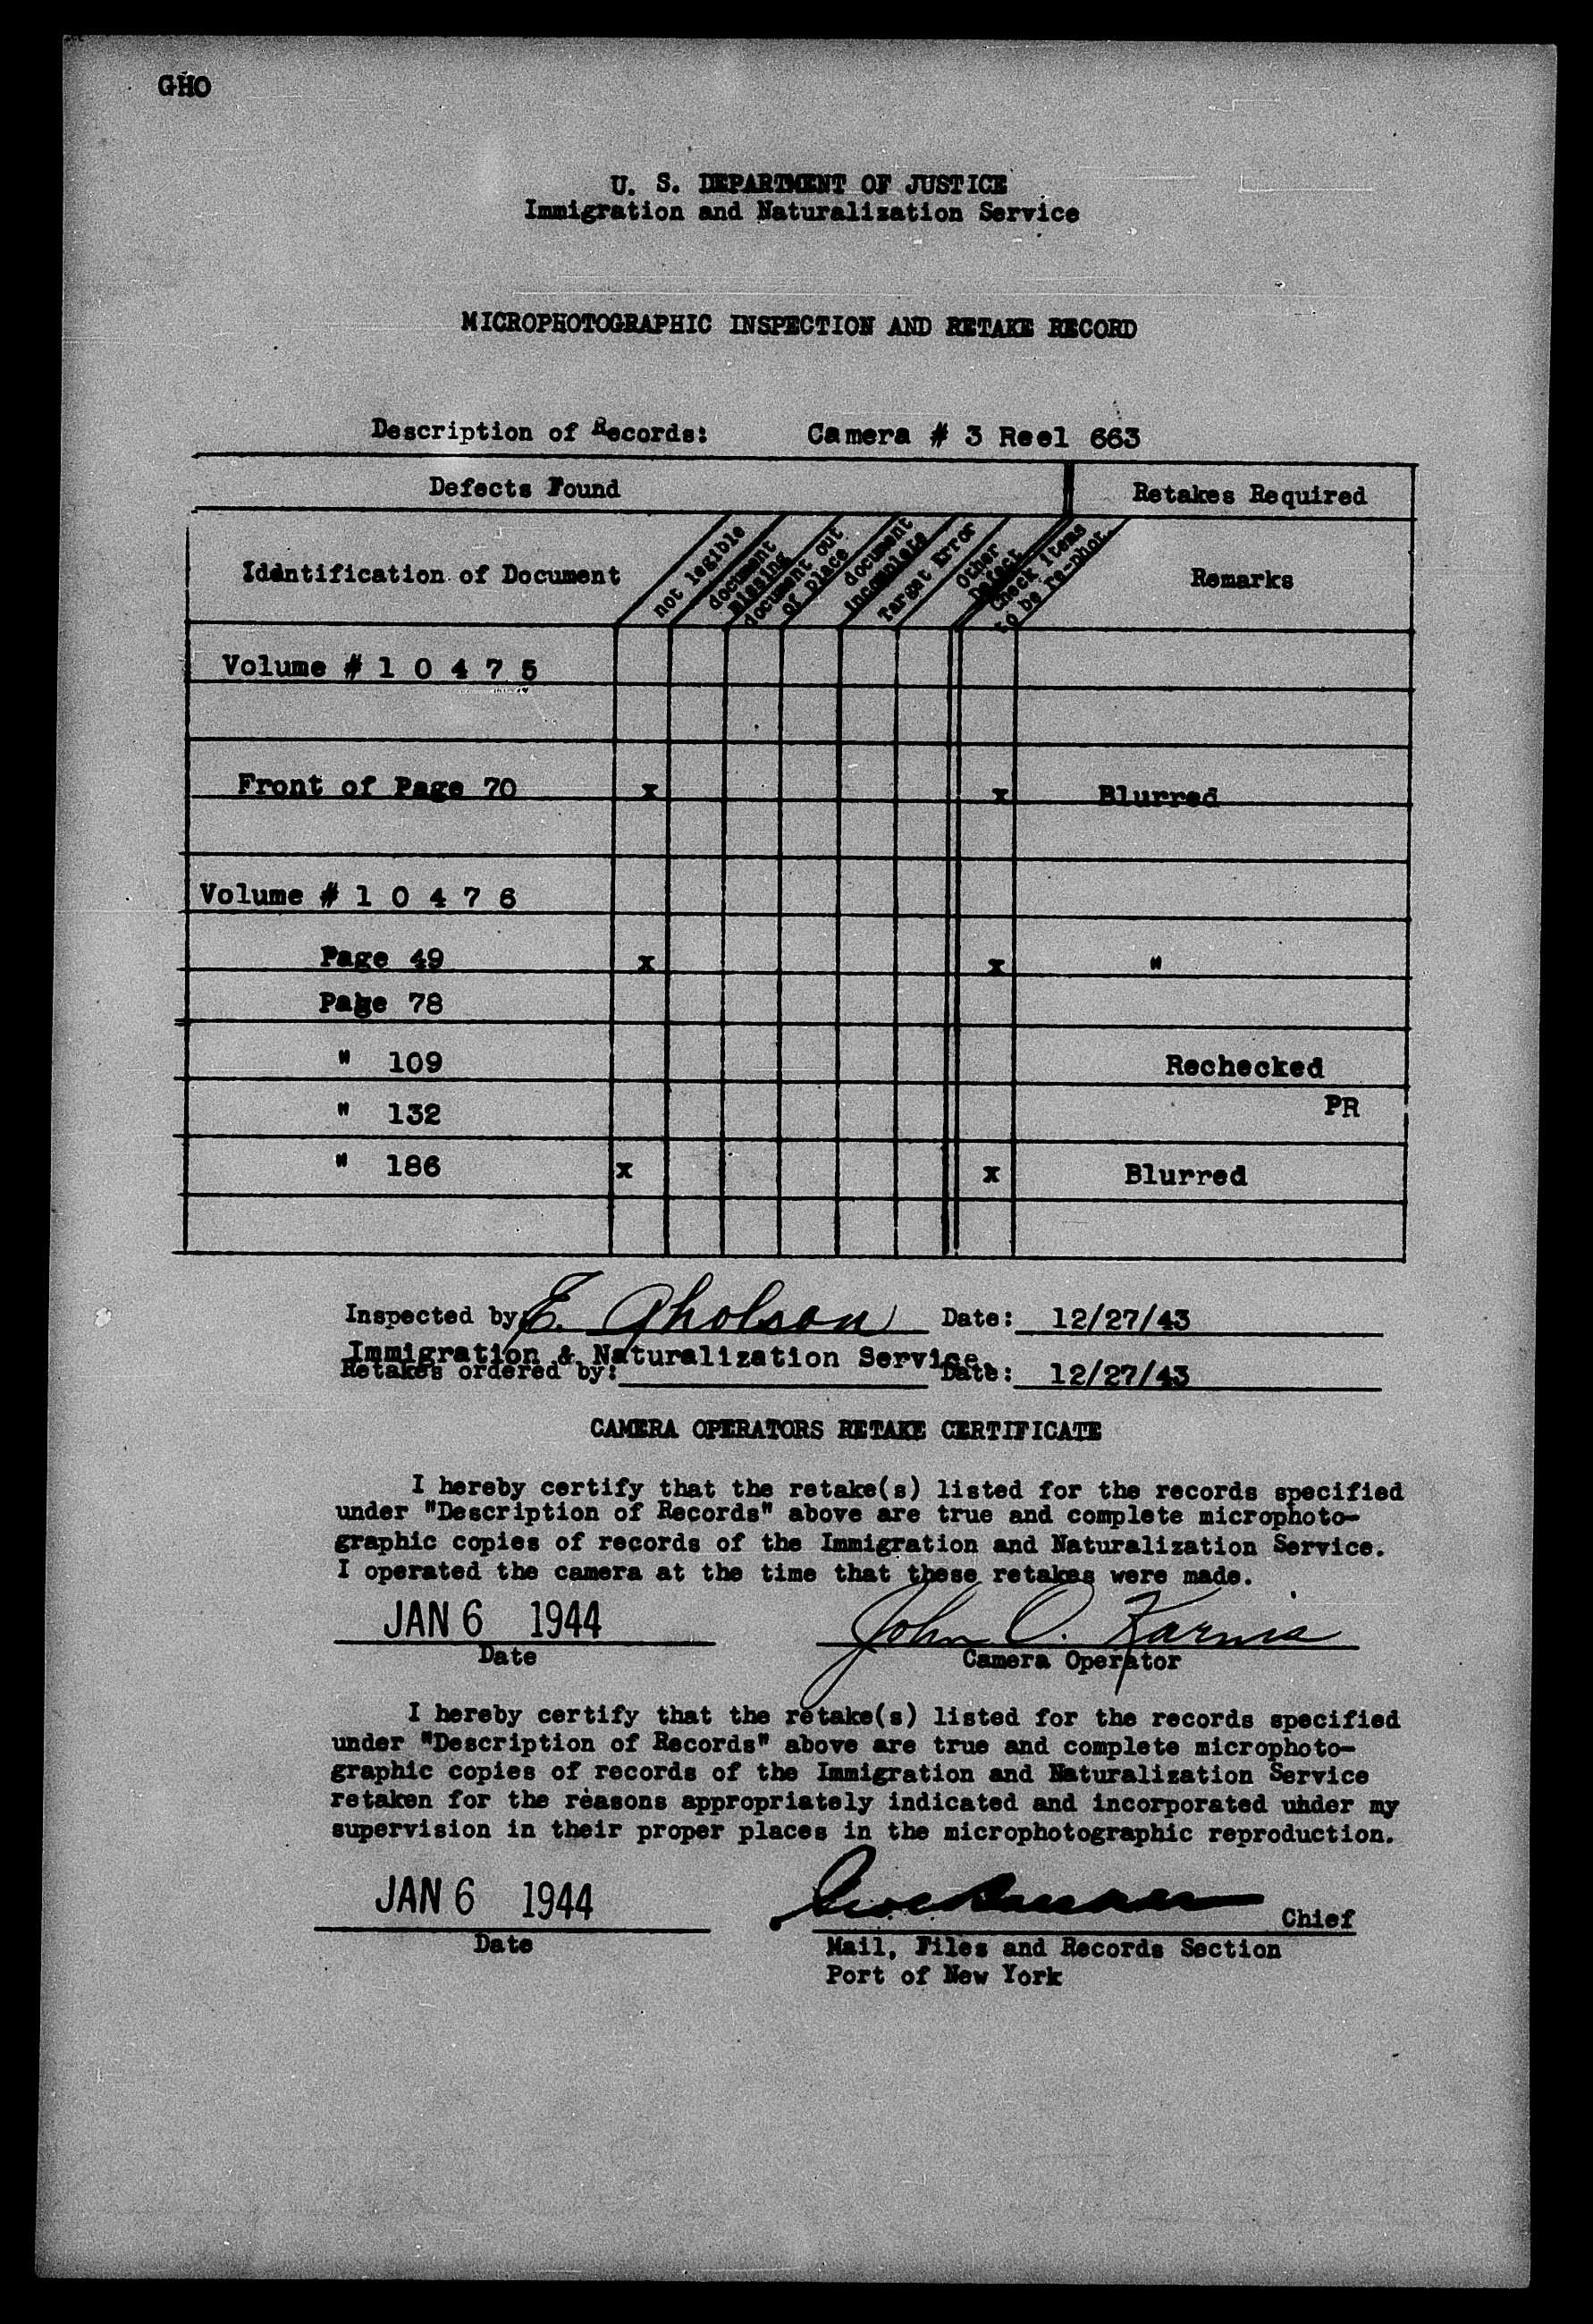 GHO
U. S. DEPARTMENT OF JUSTICE
Immigration and Naturalization Service
MICROPHOTOGRAPHIC INSPECTION AND RETAKE RECORD
Description of Records: Camera # 3 Reel 663
Defects Found Retakes Required
Identification of Document
not legible
document missing
document out of place
document incomplete
Target Error
Other Defect
Check items to be re-phot.
Remarks
Volume # 1 0 4 7 5
Front of Page 70 x x Blurred
Volume # 1 0 4 7 6
Page 49 x x "
Page 78
" 109 Rechecked
" 132 PR
" 186 x x Blurred
Inspected by: E. Gholson Date: 12/27/43
Immigration & Naturalization Service.
Retakes ordered by: Date: 12/27/43
CAMERA OPERATORS RETAKE CERTIFICATE
I hereby certify that the retake(s) listed for the records specified
under "Description of Records" above are true and complete microphoto-
graphic copies of records of the Immigration and Naturalization Service.
I operated the camera at the time that these retakes were made.
JAN 6 1944 John O. Karnis
Date Camera Operator
I hereby certify that the retake(s) listed for the records specified
under "Description of Records" above are true and complete microphoto-
graphic copies of records of the Immigration and Naturalization Service
retaken for the reasons appropriately indicated and incorporated under my
supervision in their proper places in the microphotographic reproduction.
JAN 6 1944 Chief
Date Mail, Files and Records Section
Port of New York